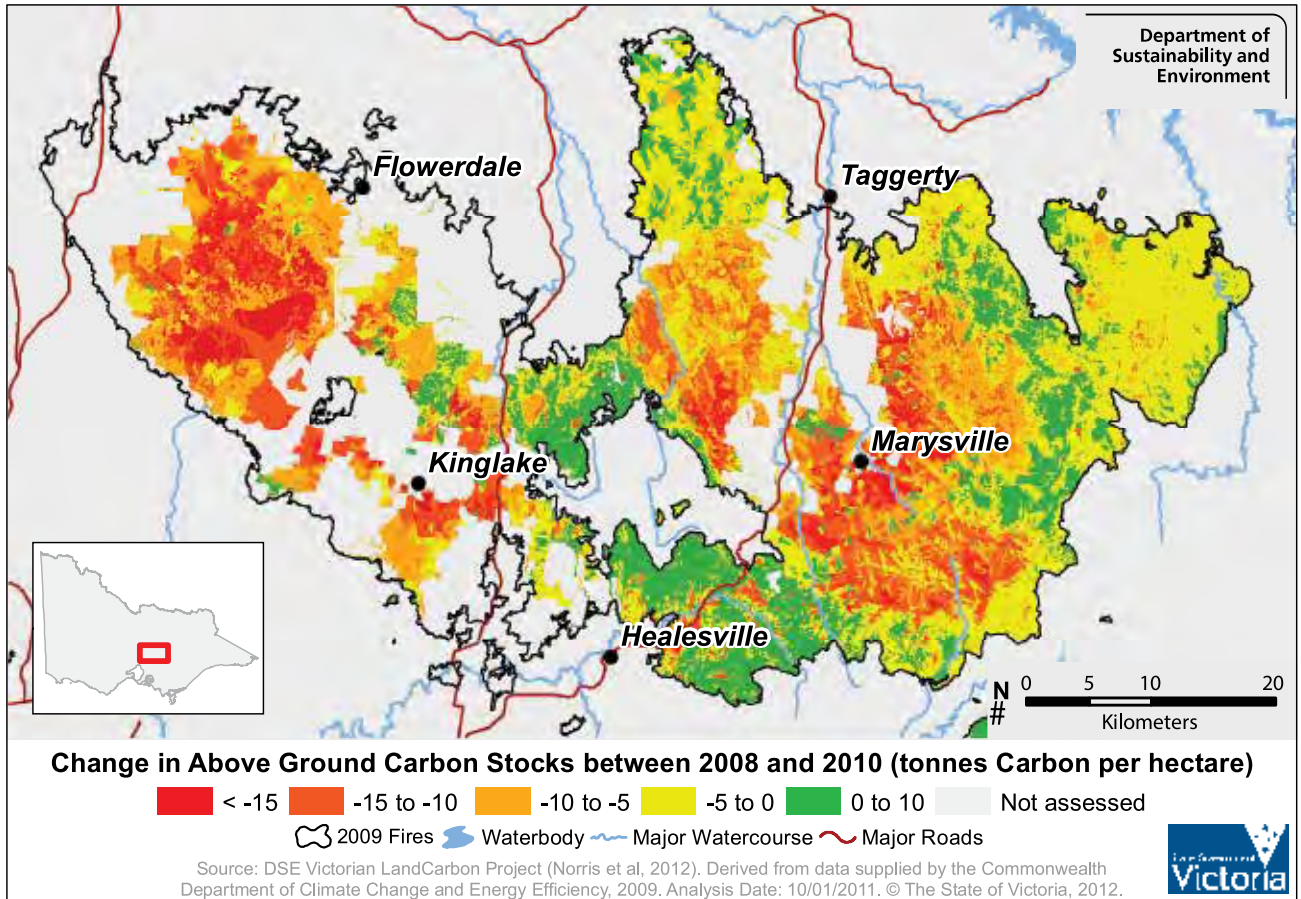 Department of
Sustainability and
Environment
Flowerdale
Taggerty
Marysville
Kinglake
Healesville
N
#
0 5 10 20
Kilometers
Change in Above Ground Carbon Stocks between 2008 and 2010 (tonnes Carbon per hectare)
< -15 -15 to -10 -10 to -5 -5 to 0 0 to 10 Not assessed
2009 Fires Waterbody Major Watercourse Major Roads
Source: DSE Victorian LandCarbon Project (Norris et al, 2012). Derived from data supplied by the Commonwealth
Department of Climate Change and Energy Efficiency, 2009. Analysis Date: 10/01/2011. © The State of Victoria, 2012.
Victoria